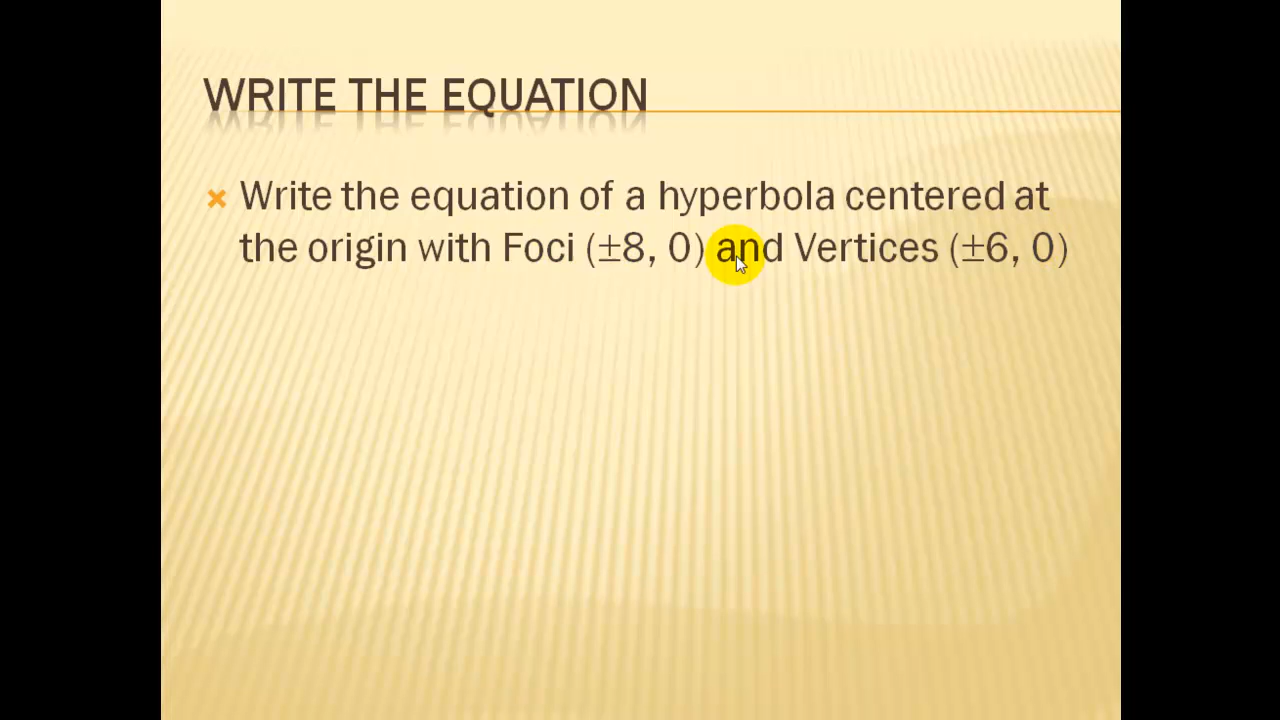 WRITE THE EQUATION
Write the equation of a hyperbola centered at
the origin with Foci (±8, 0) and Vertices (±6, 0)